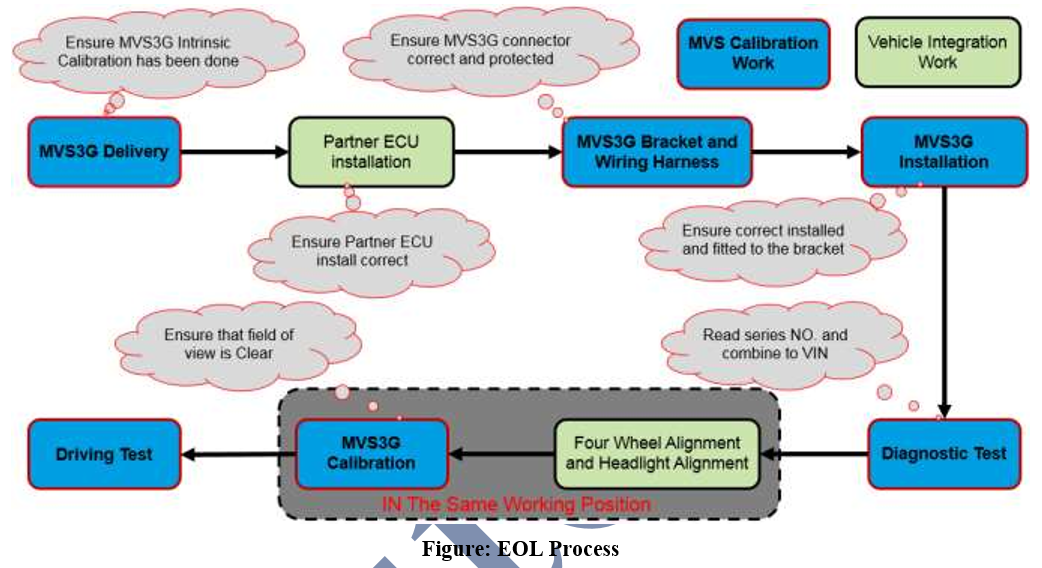 Ensure MVS3G Intrinsic
Calibration has been done
Ensure MVS3G connector
correct and protected
MVS Calibration
Work
Vehicle Integration
Work
MVS3G Delivery
Partner ECU
installation
MVS3G Bracket and
Wiring Harness
MVS3G
Installation
Ensure Partner ECU
install correct
Ensure correct installed
and fitted to the bracket
Ensure that field of
view is Clear
Read series NO. and
combine to VIN
Driving Test
MVS3G
Calibration
Four Wheel Alignment
and Headlight Alignment
Diagnostic Test
IN The Same Working Position
Figure: EOL Process